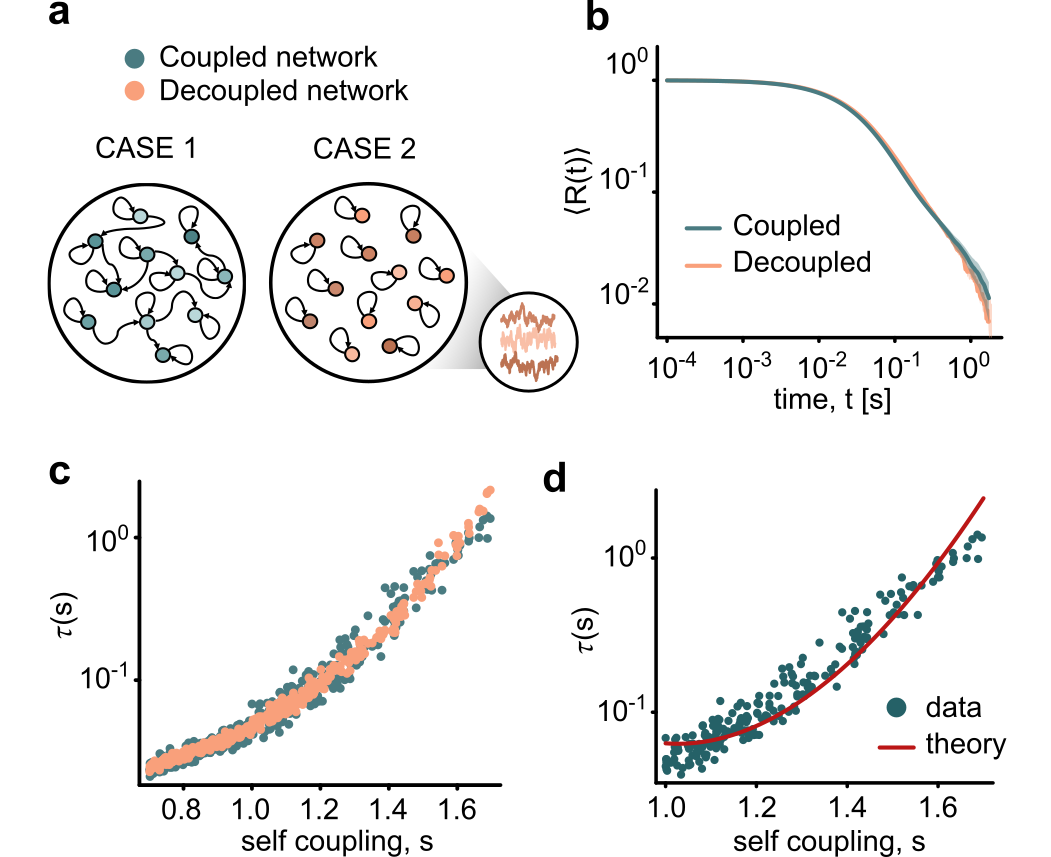 a
Coupled network
Decoupled network
CASE 1
CASE 2
b
10^0
10^-1
10^-2
⟨R(t)⟩
Coupled
Decoupled
10^-4 10^-3 10^-2 10^-1 10^0
time, t [s]
c
10^0
10^-1
τ(s)
0.8 1.0 1.2 1.4 1.6
self coupling, s
d
10^0
10^-1
τ(s)
data
theory
1.0 1.2 1.4 1.6
self coupling, s